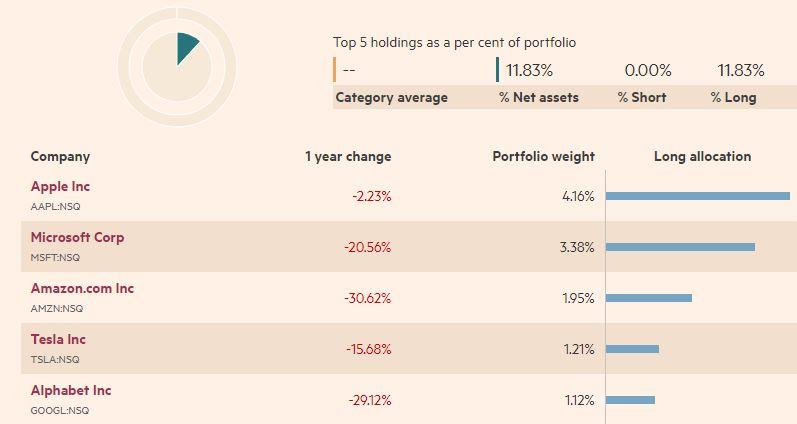 Top 5 holdings as a per cent of portfolio
-- 11.83% 0.00% 11.83%
Category average % Net assets % Short % Long
Company 1 year change Portfolio weight Long allocation
Apple Inc
AAPL:NSQ
-2.23% 4.16%
Microsoft Corp
MSFT:NSQ
-20.56% 3.38%
Amazon.com Inc
AMZN:NSQ
-30.62% 1.95%
Tesla Inc
TSLA:NSQ
-15.68% 1.21%
Alphabet Inc
GOOGL:NSQ
-29.12% 1.12%